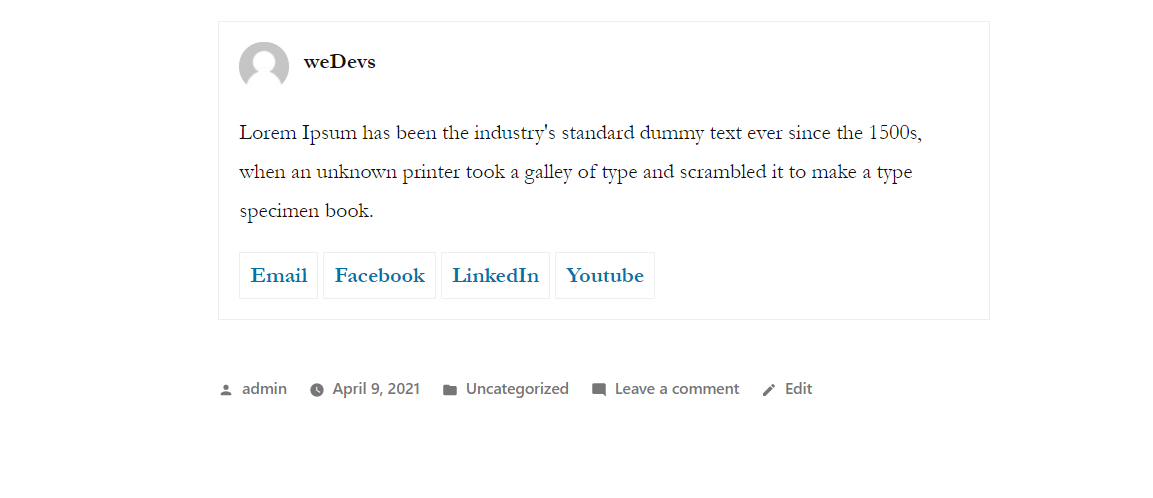 weDevs
Lorem Ipsum has been the industry's standard dummy text ever since the 1500s,
when an unknown printer took a galley of type and scrambled it to make a type
specimen book.
Email Facebook LinkedIn Youtube
admin April 9, 2021 Uncategorized Leave a comment Edit